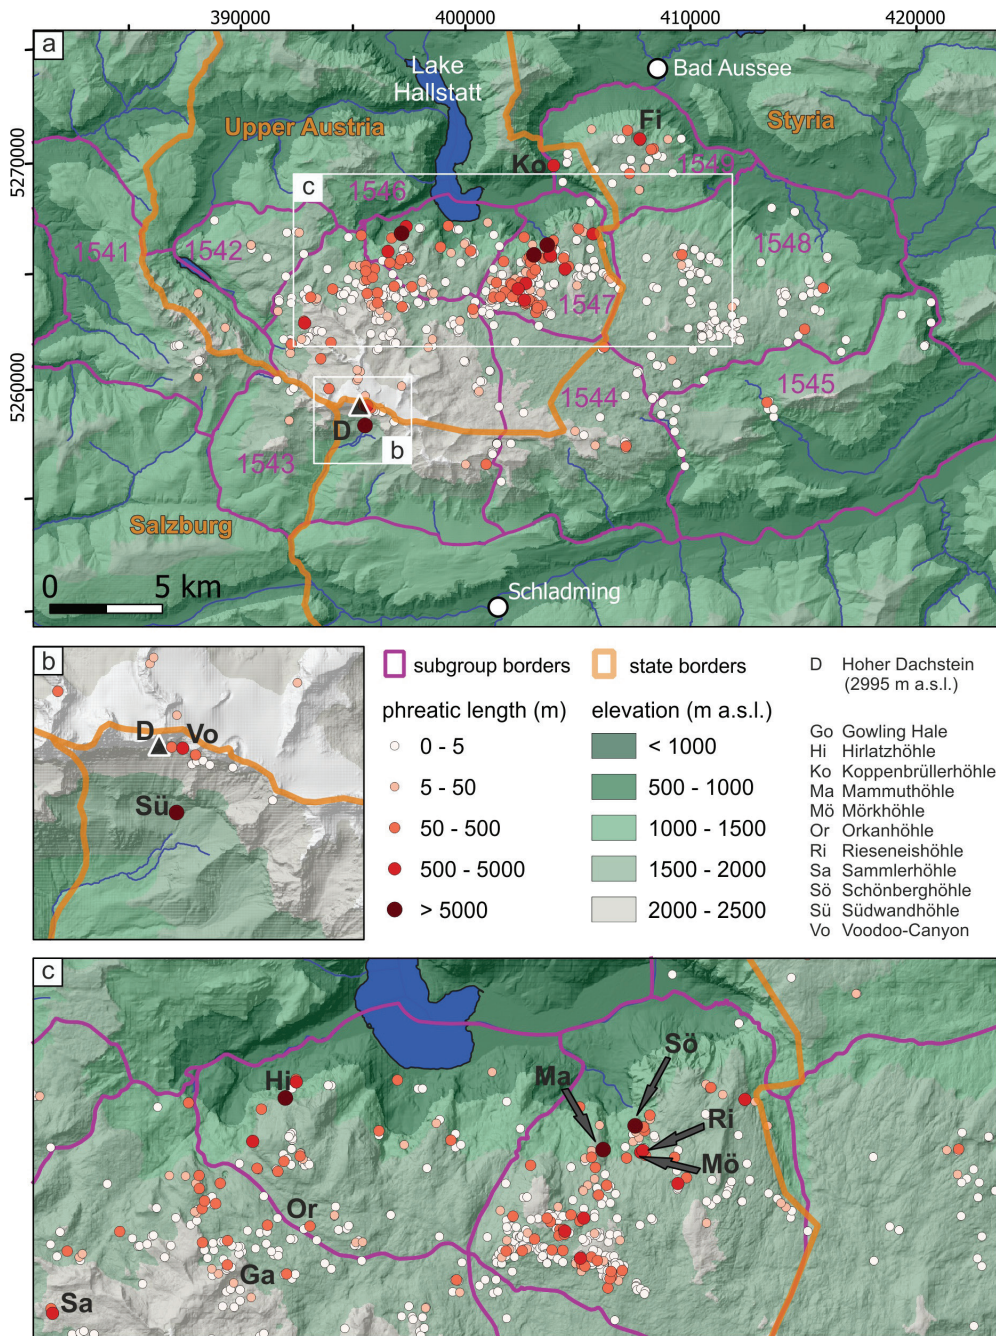 390000
400000
410000
420000
a
Lake
Hallstatt
Bad Aussee
Upper Austria
Styria
Fi
5270000
Ko
1549
c
1546
1541
1542
1548
1547
5260000
1544
1545
D
b
1543
Salzburg
0 5 km
Schladming
b
D
Vo
Sü
subgroup borders
state borders
D Hoher Dachstein
(2995 m a.s.l.)
phreatic length (m)
0 - 5
5 - 50
50 - 500
500 - 5000
> 5000
elevation (m a.s.l.)
< 1000
500 - 1000
1000 - 1500
1500 - 2000
2000 - 2500
Go Gowling Hale
Hi Hirlatzhöhle
Ko Koppenbrüllerhöhle
Ma Mammuthöhle
Mö Mörkhöhle
Or Orkanhöhle
Ri Rieseneishöhle
Sa Sammlerhöhle
Sö Schönberghöhle
Sü Südwandhöhle
Vo Voodoo-Canyon
c
Sö
Hi
Ma
Ri
Mö
Or
Ga
Sa